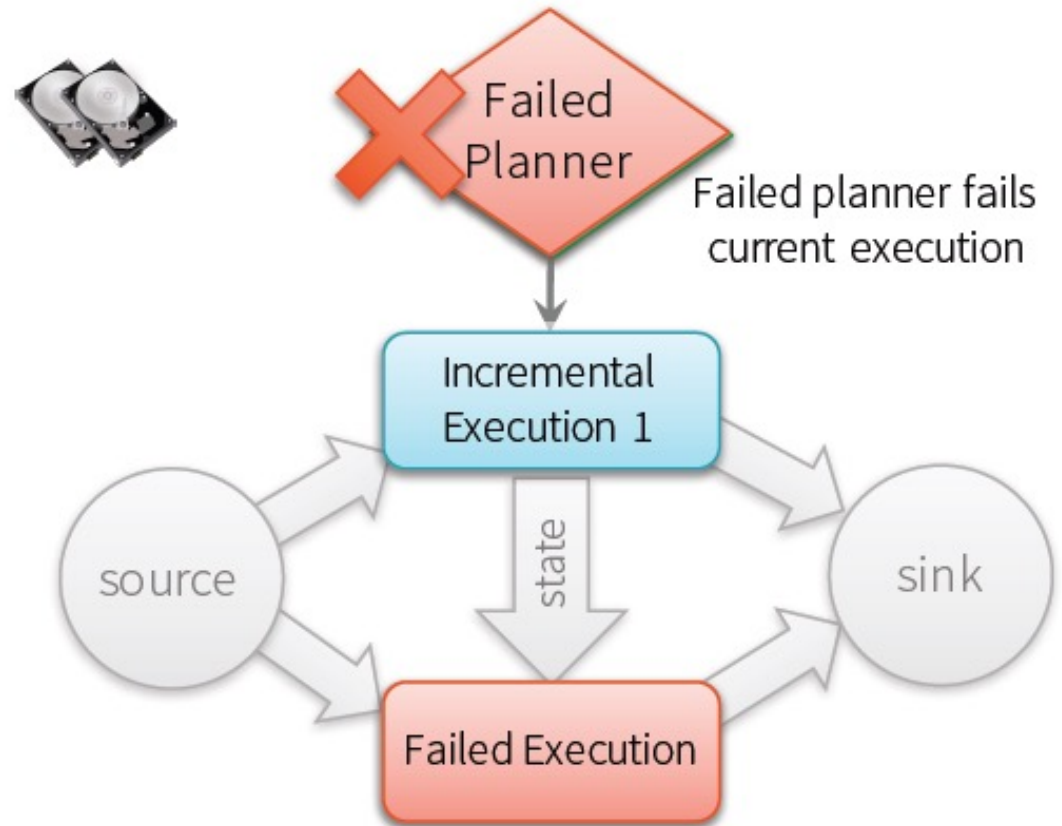 Failed
Planner
Failed planner fails
current execution
Incremental
Execution 1
source
state
sink
Failed Execution